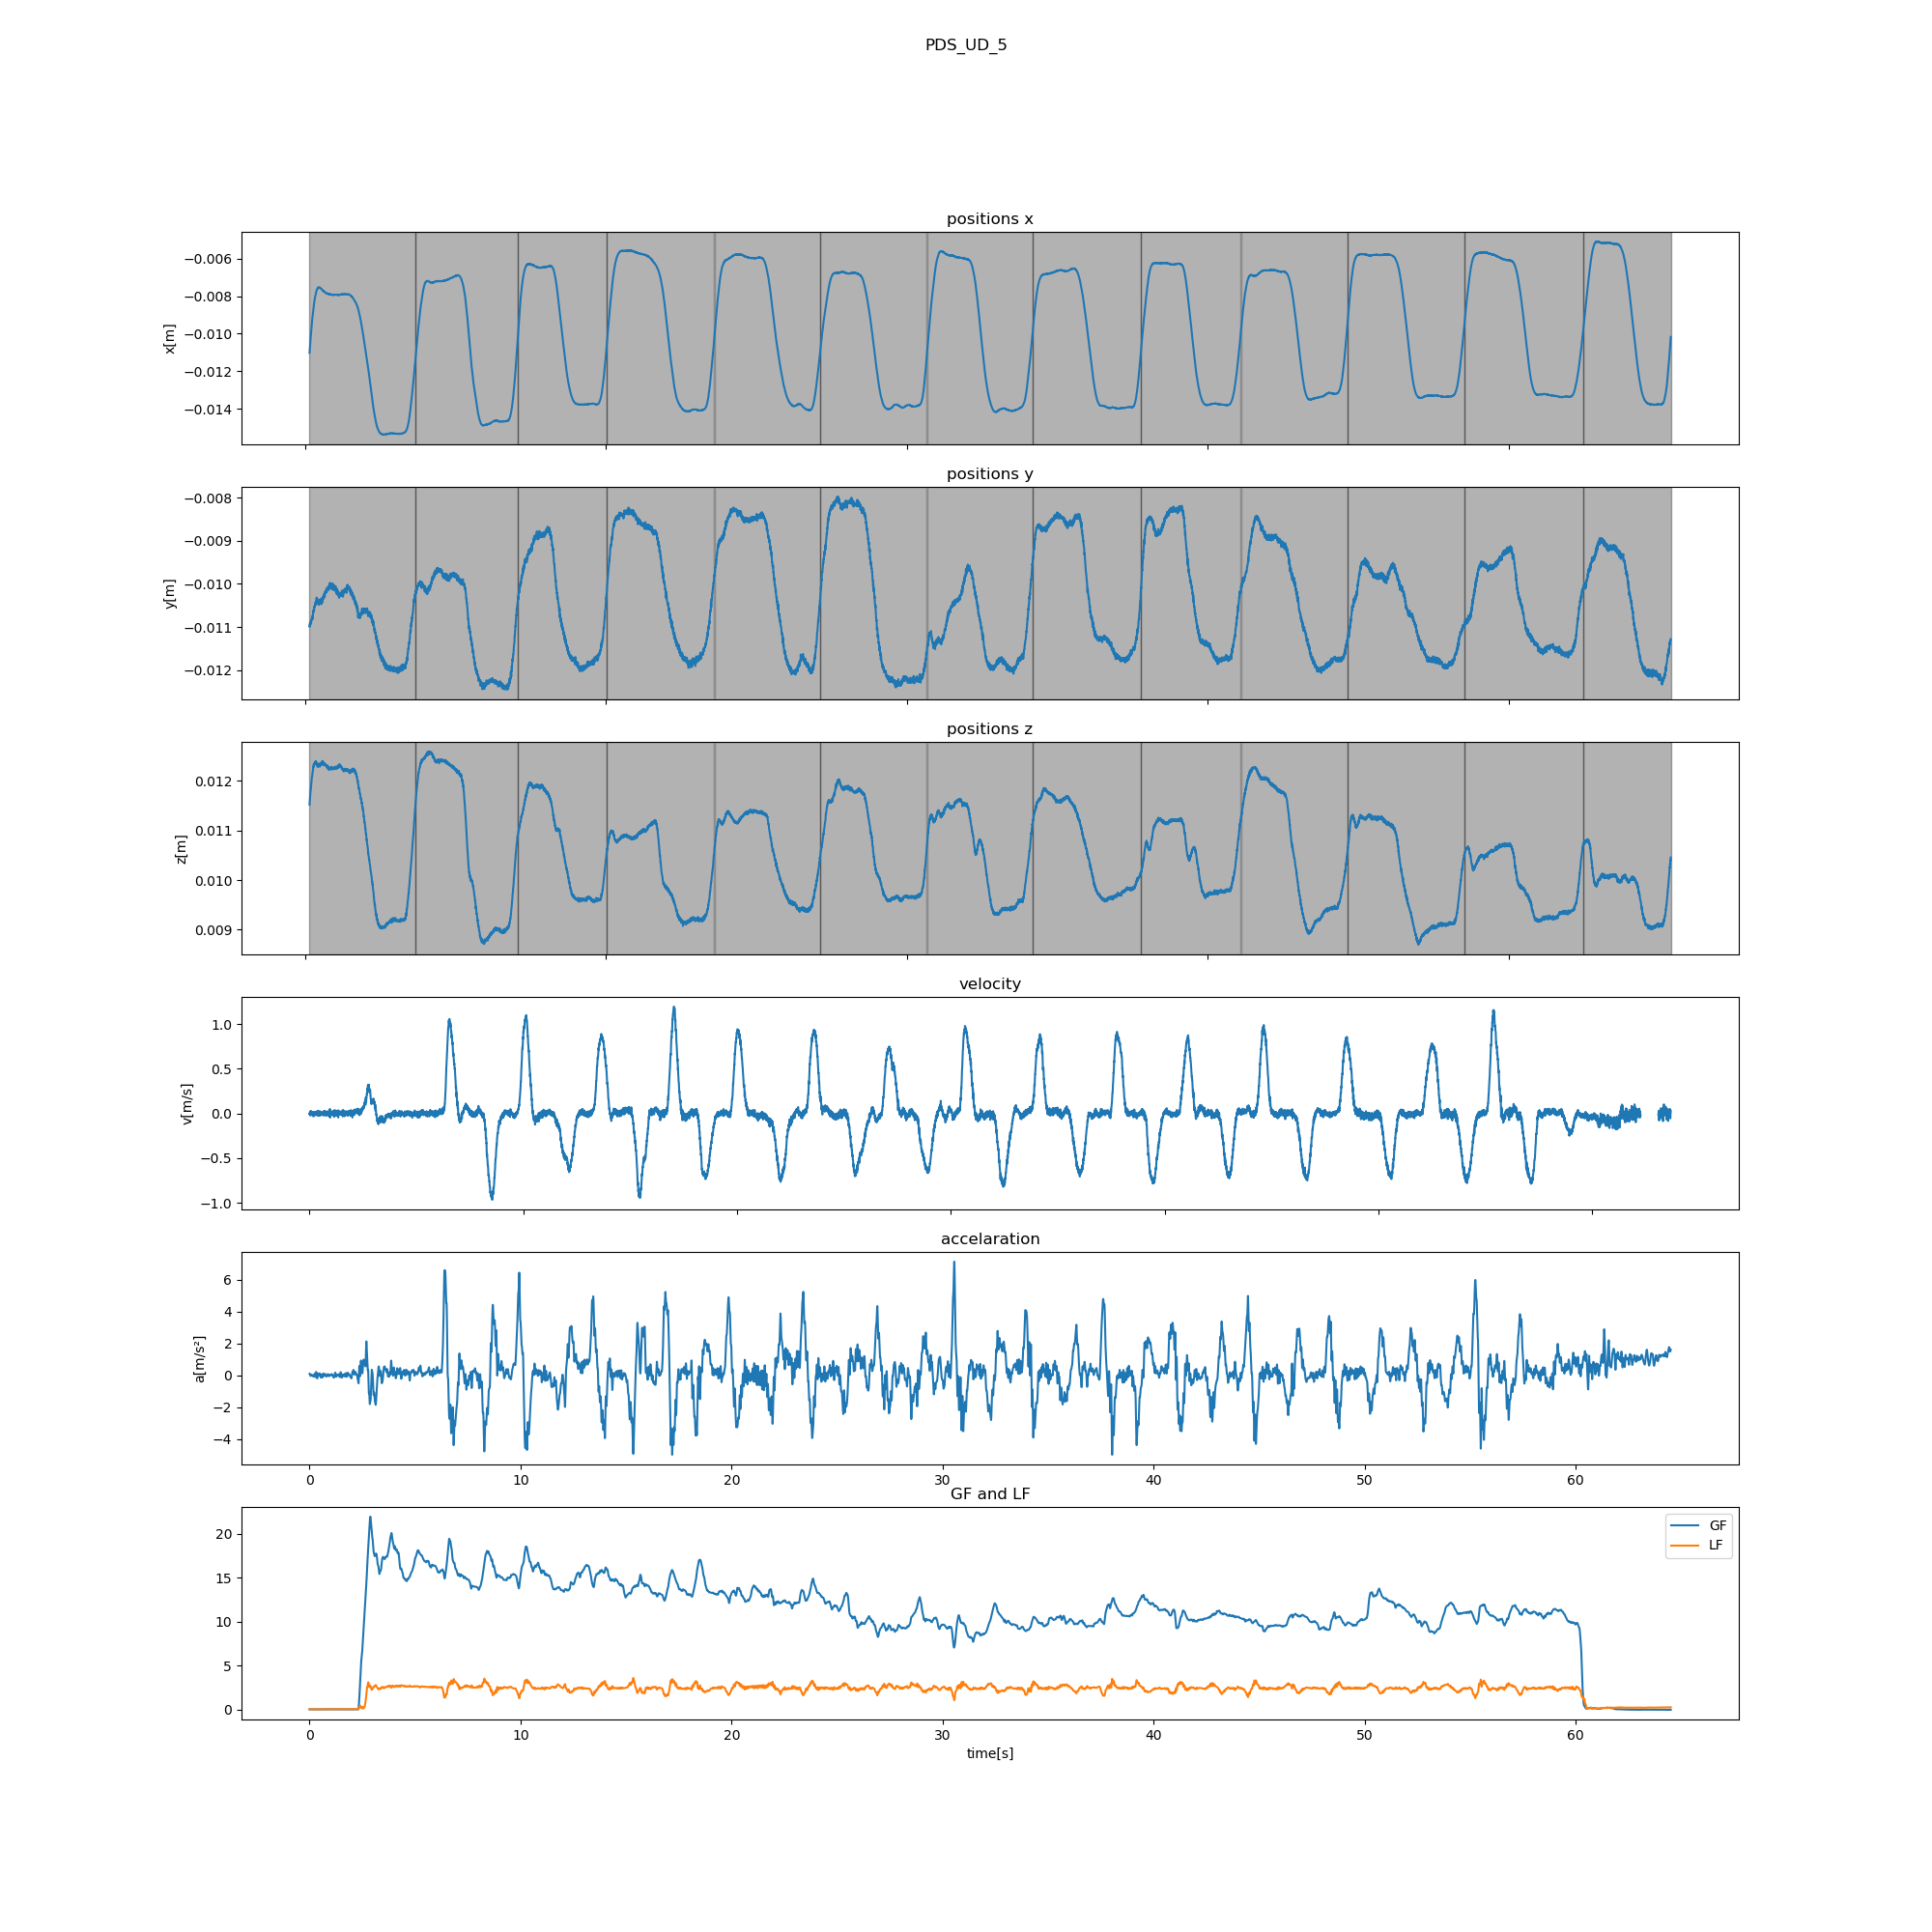 PDS_UD_5
positions x
−0.006
−0.008
−0.010
−0.012
−0.014
x[m]
positions y
−0.008
−0.009
−0.010
−0.011
−0.012
y[m]
positions z
0.012
0.011
0.010
0.009
z[m]
velocity
1.0
0.5
0.0
−0.5
−1.0
v[m/s]
accelaration
6
4
2
0
−2
−4
a[m/s²]
0 10 20 30 40 50 60
GF and LF
20
15
10
5
0
GF
LF
0 10 20 30 40 50 60
time[s]